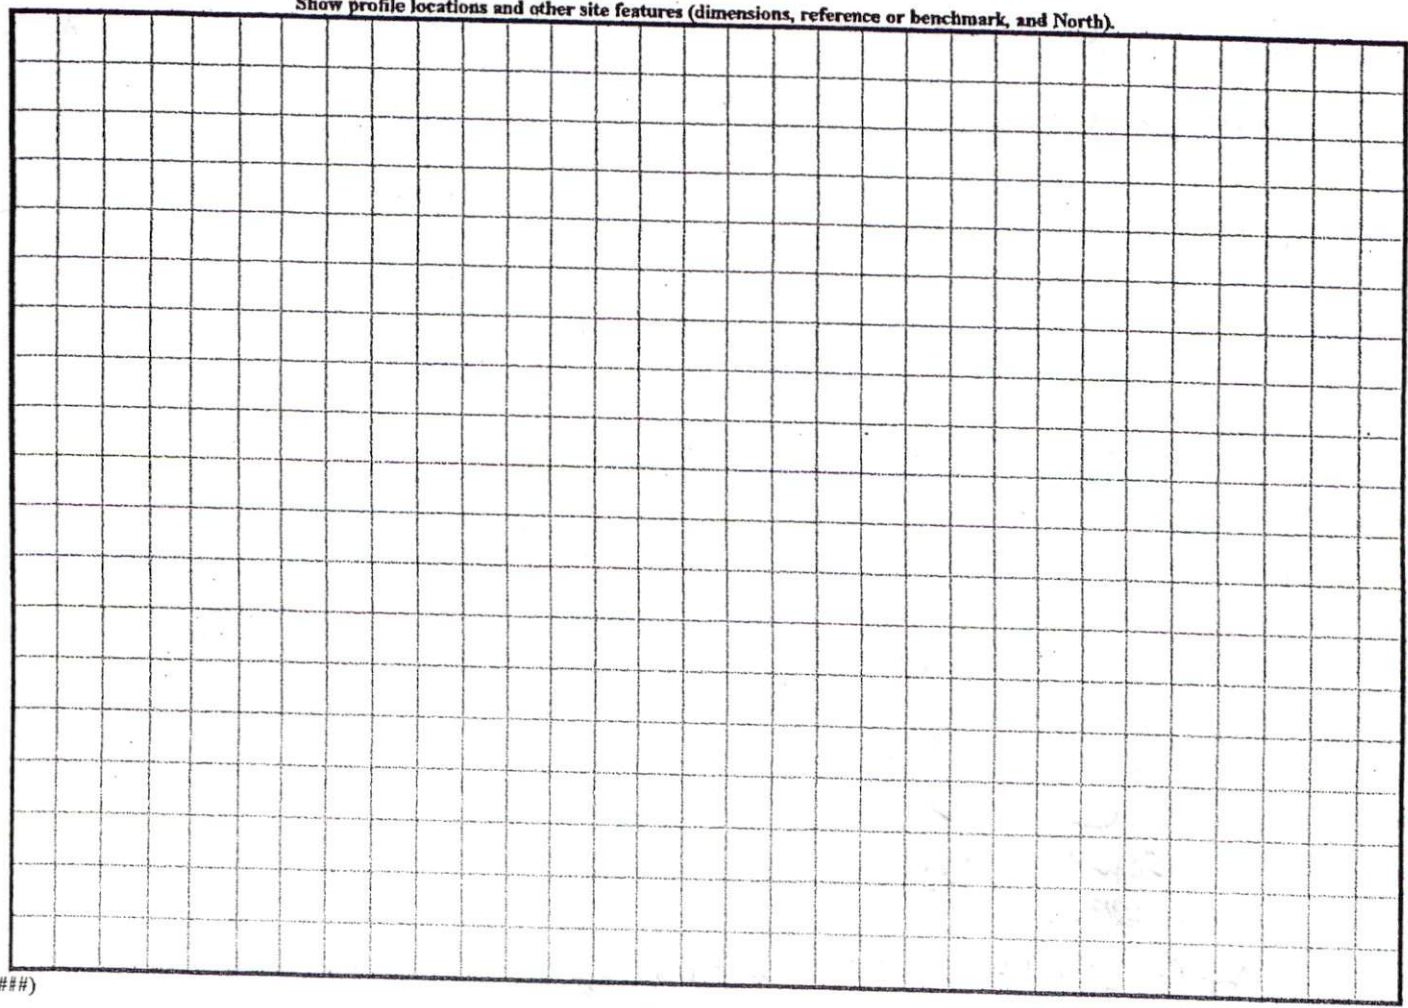 Show profile locations and other site features (dimensions, reference or benchmark, and North).
###)